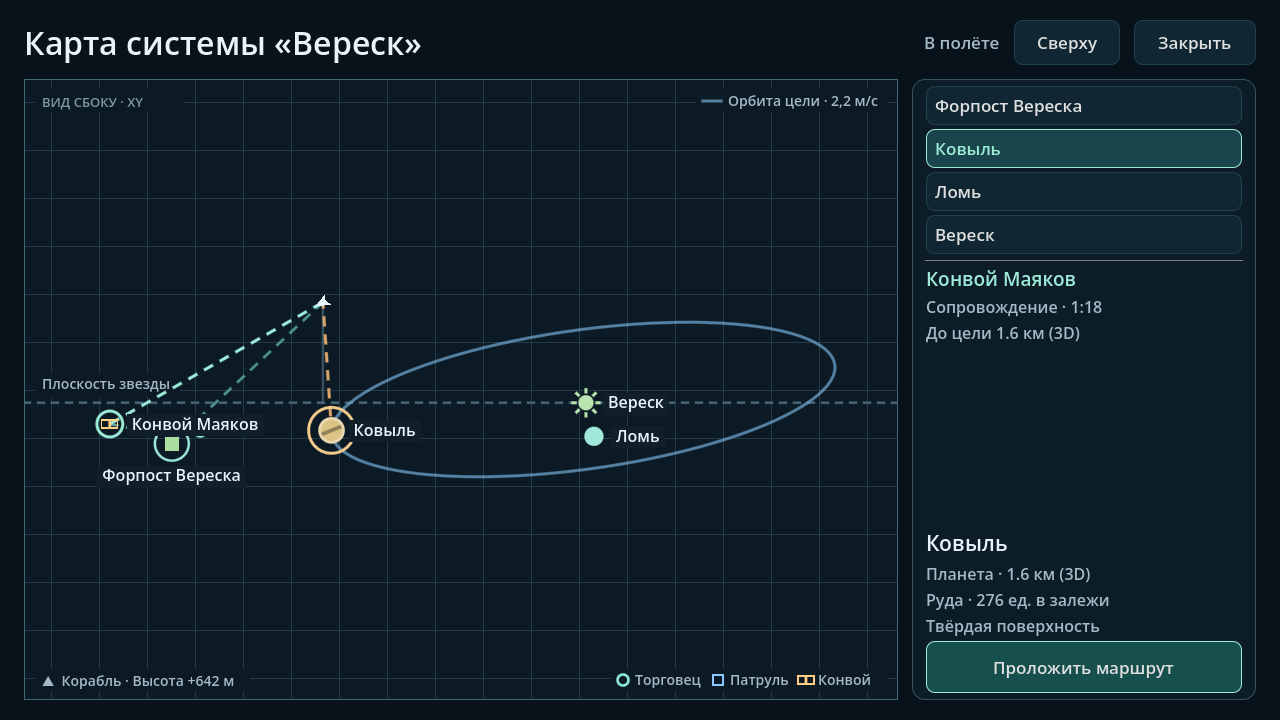 Карта системы «Вереск»
В полёте
Сверху
Закрыть
ВИД СБОКУ · XY
Орбита цели · 2,2 м/с
Плоскость звезды
Конвой Маяков
Форпост Вереска
Ковыль
Вереск
Ломь
Корабль · Высота +642 м
Торговец
Патруль
Конвой
Форпост Вереска
Ковыль
Ломь
Вереск
Конвой Маяков
Сопровождение · 1:18
До цели 1.6 км (3D)
Ковыль
Планета · 1.6 км (3D)
Руда · 276 ед. в залежи
Твёрдая поверхность
Проложить маршрут